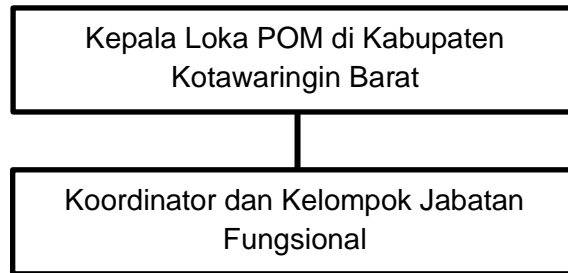 Kepala Loka POM di Kabupaten
Kotawaringin Barat
Koordinator dan Kelompok Jabatan
Fungsional